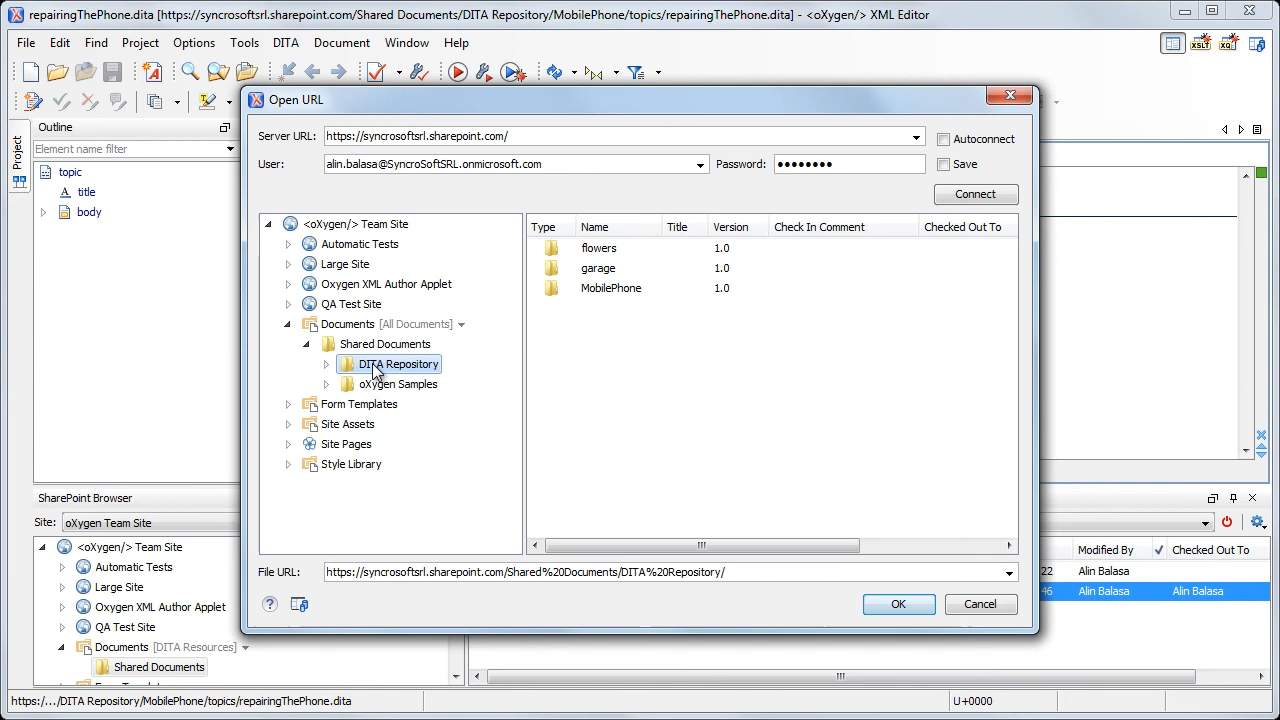 repairingThePhone.dita [https://syncrosoftsrl.sharepoint.com/Shared Documents/DITA Repository/MobilePhone/topics/repairingThePhone.dita] - <oXygen/> XML Editor
File Edit Find Project Options Tools DITA Document Window Help
XSLT XQ
Open URL
Outline
Server URL: https://syncrosoftsrl.sharepoint.com/ Autoconnect
Element name filter
Project
User: alin.balasa@SyncroSoftSRL.onmicrosoft.com Password: ●●●●●●●● Save
topic
title
Connect
body
<oXygen/> Team Site
Type Name Title Version Check In Comment Checked Out To
Automatic Tests
flowers 1.0
Large Site
garage 1.0
Oxygen XML Author Applet
MobilePhone 1.0
QA Test Site
Documents [All Documents]
Shared Documents
DITA Repository
oXygen Samples
Form Templates
Site Assets
Site Pages
Style Library
SharePoint Browser
Site: oXygen Team Site
<oXygen/> Team Site
Modified By Checked Out To
Automatic Tests
22 Alin Balasa
Large Site
46 Alin Balasa Alin Balasa
Oxygen XML Author Applet
QA Test Site
Documents [DITA Resources]
Shared Documents
File URL: https://syncrosoftsrl.sharepoint.com/Shared%20Documents/DITA%20Repository/
OK Cancel
https:/.../DITA Repository/MobilePhone/topics/repairingThePhone.dita U+0000